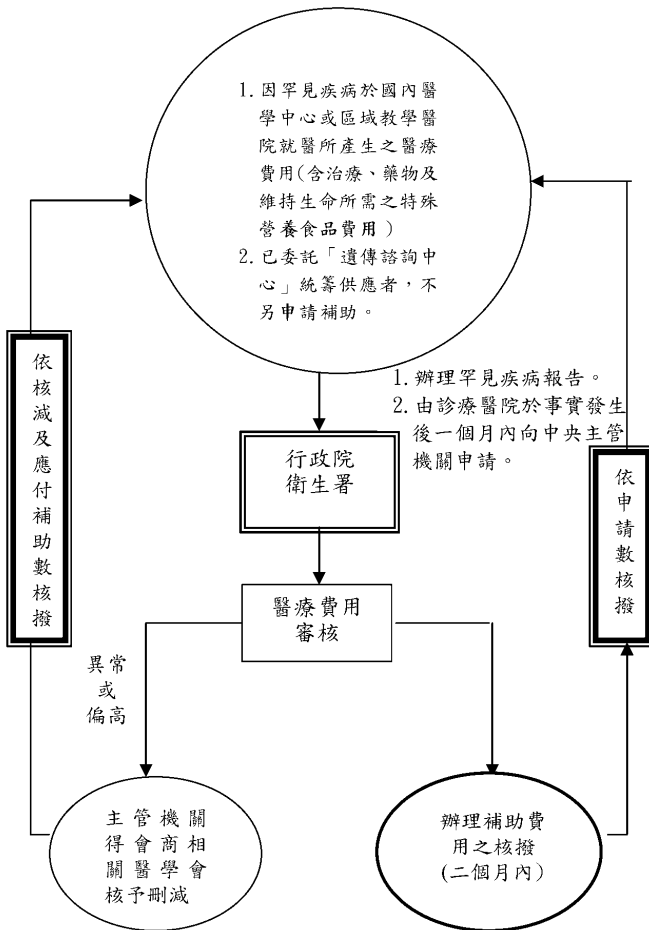 1. 因罕見疾病於國內醫
學中心或區域教學醫
院就醫所產生之醫療
費用(含治療、藥物及
維持生命所需之特殊
營養食品費用)
2. 已委託「遺傳諮詢中
心」統籌供應者，不
另申請補助。
1. 辦理罕見疾病報告。
2. 由診療醫院於事實發生
後一個月內向中央主管
機關申請。
行政院
衛生署
依核減及應付補助數核撥
依申請數核撥
醫療費用
審核
異常
或
偏高
主管機關
得會商相
關醫學會
核予刪減
辦理補助費
用之核撥
(二個月內)